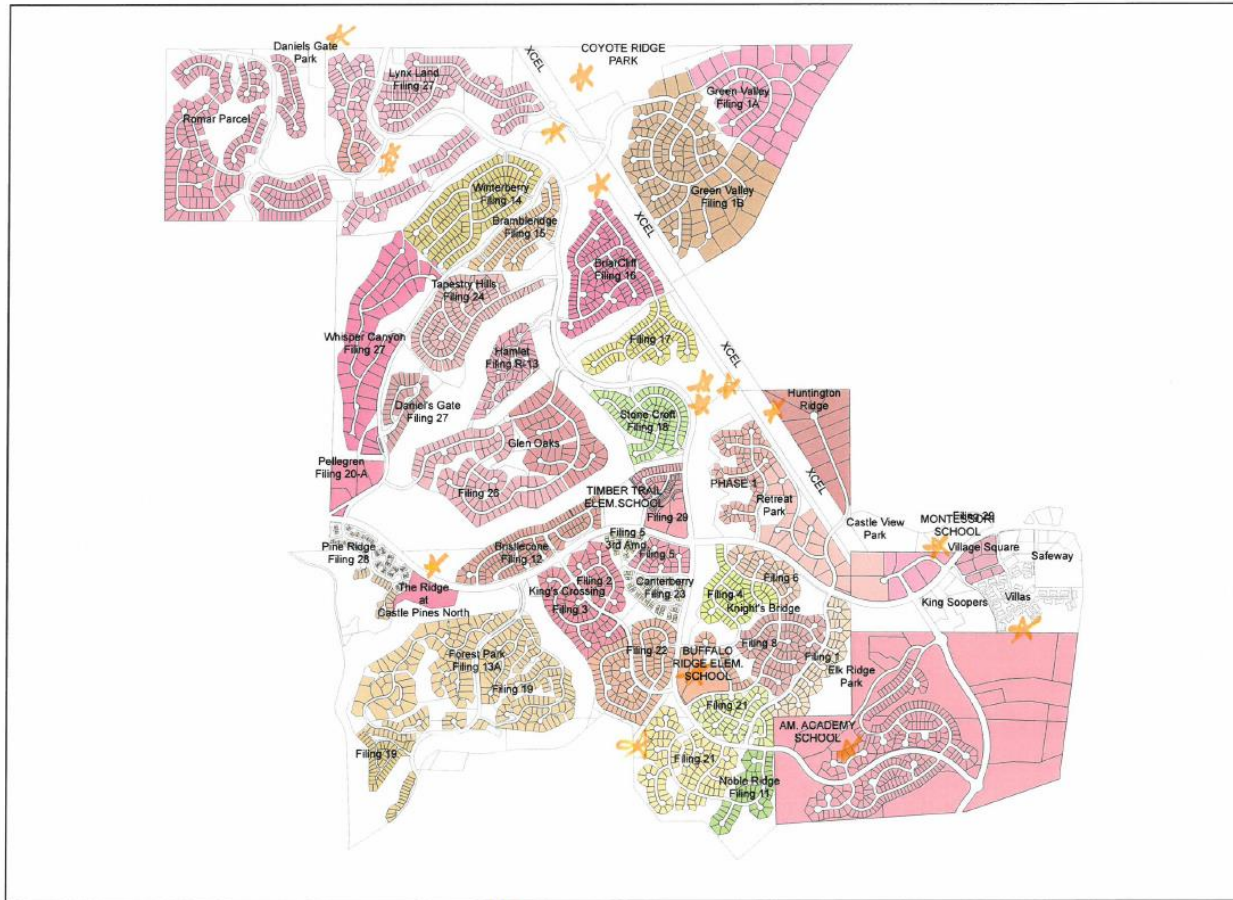 Daniels Gate
Park
XCEL
COYOTE RIDGE
PARK
Lynx Land
Filing 27
Green Valley
Filing 1A
Romar Parcel
Winterberry
Filing 14
Green Valley
Filing 1B
Brambleridge
Filing 15
XCEL
BriarCliff
Filing 16
Tapestry Hills
Filing 24
Whisper Canyon
Filing 27
Hamlet
Filing R-13
Filing 17
XCEL
Daniel's Gate
Filing 27
Huntington
Ridge
Stone Croft
Filing 18
Glen Oaks
Pellegren
Filing 20-A
Filing 26
TIMBER TRAIL
ELEM.SCHOOL
PHASE 1
XCEL
Retreat
Park
Filing 29
Castle View
Park
Filing 29
MONTESSORI
SCHOOL
Village Square
Safeway
Pine Ridge
Filing 28
Bristlecone
Filing 12
Filing 5
3rd Amd.
Filing 5
The Ridge
at
Castle Pines North
Filing 2
King's Crossing
Filing 3
Canterberry
Filing 23
Filing 6
Filing 4
Knight's Bridge
King Soopers
Villas
Forest Park
Filing 13A
Filing 22
BUFFALO
RIDGE ELEM.
SCHOOL
Filing 8
Filing 1
Elk Ridge
Park
Filing 19
Filing 21
AM. ACADEMY
SCHOOL
Filing 19
Filing 21
Noble Ridge
Filing 11